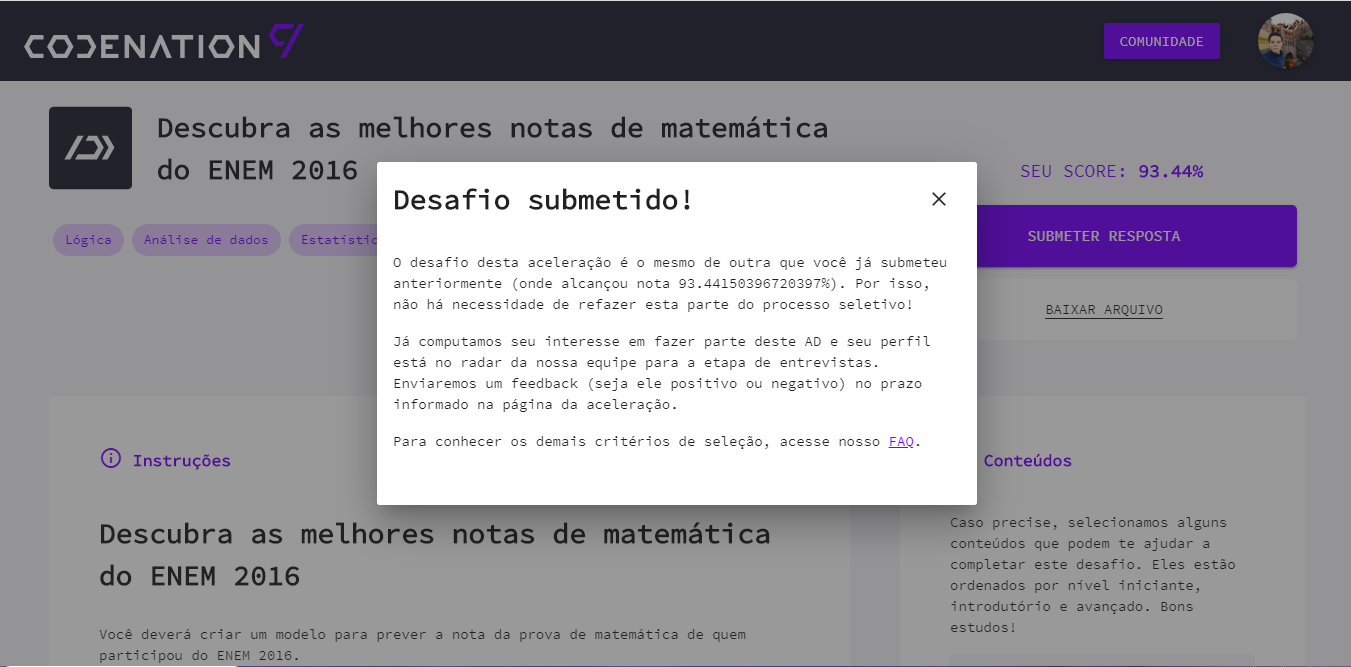 CODENATION
COMUNIDADE
Descubra as melhores notas de matemática
do ENEM 2016
SEU SCORE: 93.44%
Lógica
Análise de dados
SUBMETER RESPOSTA
BAIXAR ARQUIVO
Desafio submetido!
O desafio desta aceleração é o mesmo de outra que você já submeteu
anteriormente (onde alcançou nota 93.44150396720397%). Por isso,
não há necessidade de refazer esta parte do processo seletivo!
Já computamos seu interesse em fazer parte deste AD e seu perfil
está no radar da nossa equipe para a etapa de entrevistas.
Enviaremos um feedback (seja ele positivo ou negativo) no prazo
informado na página da aceleração.
Para conhecer os demais critérios de seleção, acesse nosso FAQ.
Instruções
Descubra as melhores notas de matemática
do ENEM 2016
Você deverá criar um modelo para prever a nota da prova de matemática de quem
participou do ENEM 2016.
Conteúdos
Caso precise, selecionamos alguns
conteúdos que podem te ajudar a
completar este desafio. Eles estão
ordenados por nível iniciante,
introdutório e avançado. Bons
estudos!